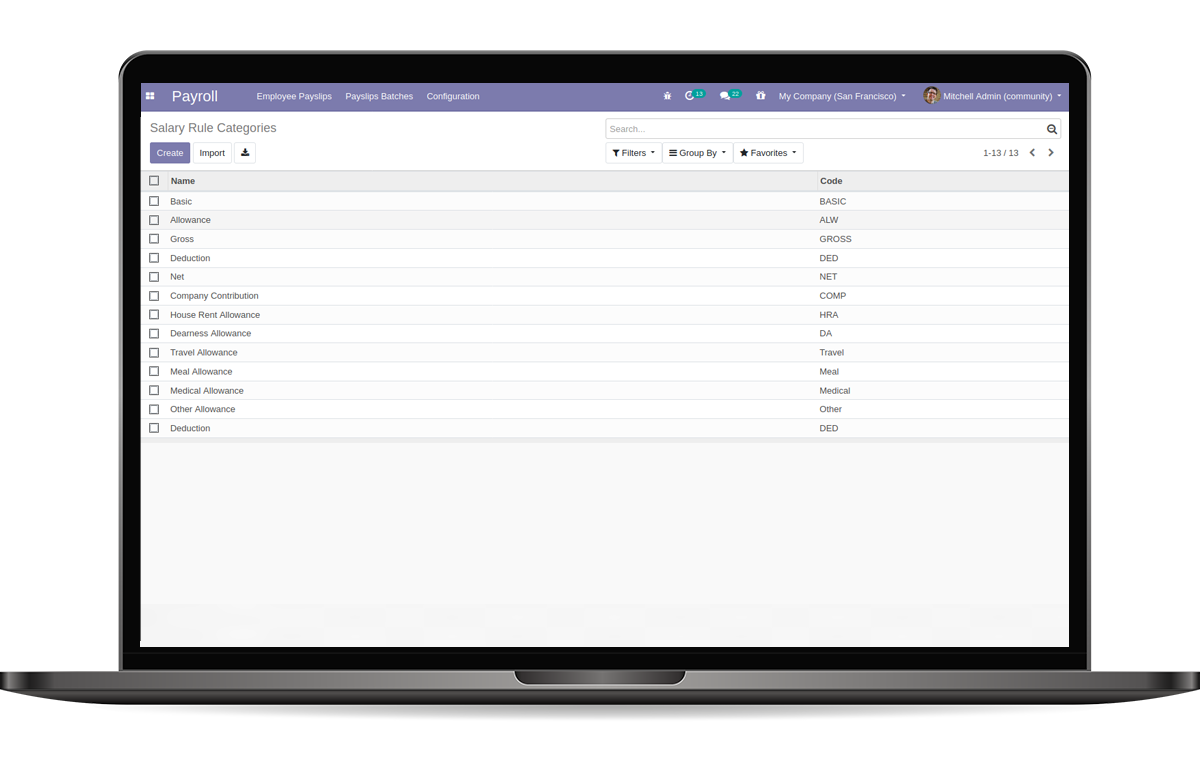 Payroll Employee Payslips Payslips Batches Configuration 13 22 My Company (San Francisco) Mitchell Admin (community)
Salary Rule Categories Search...
Create Import Filters Group By Favorites 1-13 / 13
Name Code
Basic BASIC
Allowance ALW
Gross GROSS
Deduction DED
Net NET
Company Contribution COMP
House Rent Allowance HRA
Dearness Allowance DA
Travel Allowance Travel
Meal Allowance Meal
Medical Allowance Medical
Other Allowance Other
Deduction DED